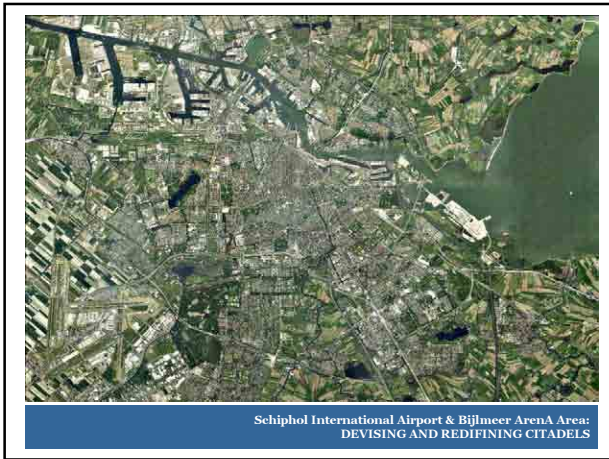 Schiphol International Airport & Bijlmeer ArenA Area:
DEVISING AND REDIFINING CITADELS